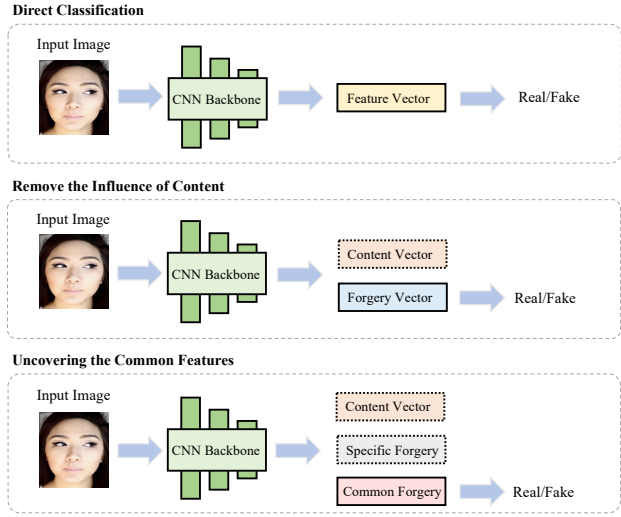 Direct Classification
Input Image
CNN Backbone
Feature Vector
Real/Fake
Remove the Influence of Content
Input Image
CNN Backbone
Content Vector
Forgery Vector
Real/Fake
Uncovering the Common Features
Input Image
CNN Backbone
Content Vector
Specific Forgery
Common Forgery
Real/Fake